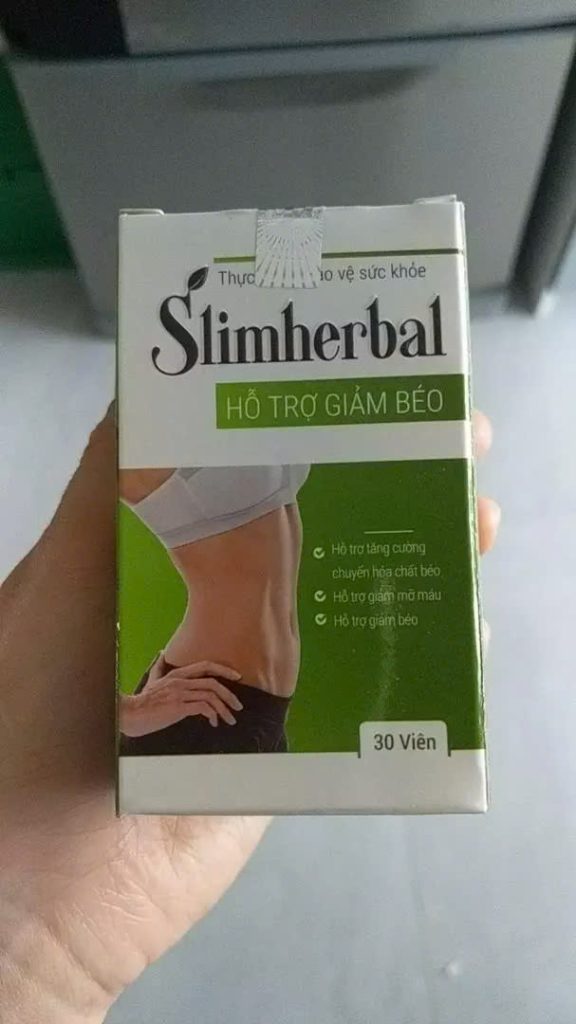 Thực vệ sức khỏe
Slimherbal
HỖ TRỢ GIẢM BÉO
Hỗ trợ tăng cường
chuyển hóa chất béo
Hỗ trợ giảm mỡ máu
Hỗ trợ giảm béo
30 Viên